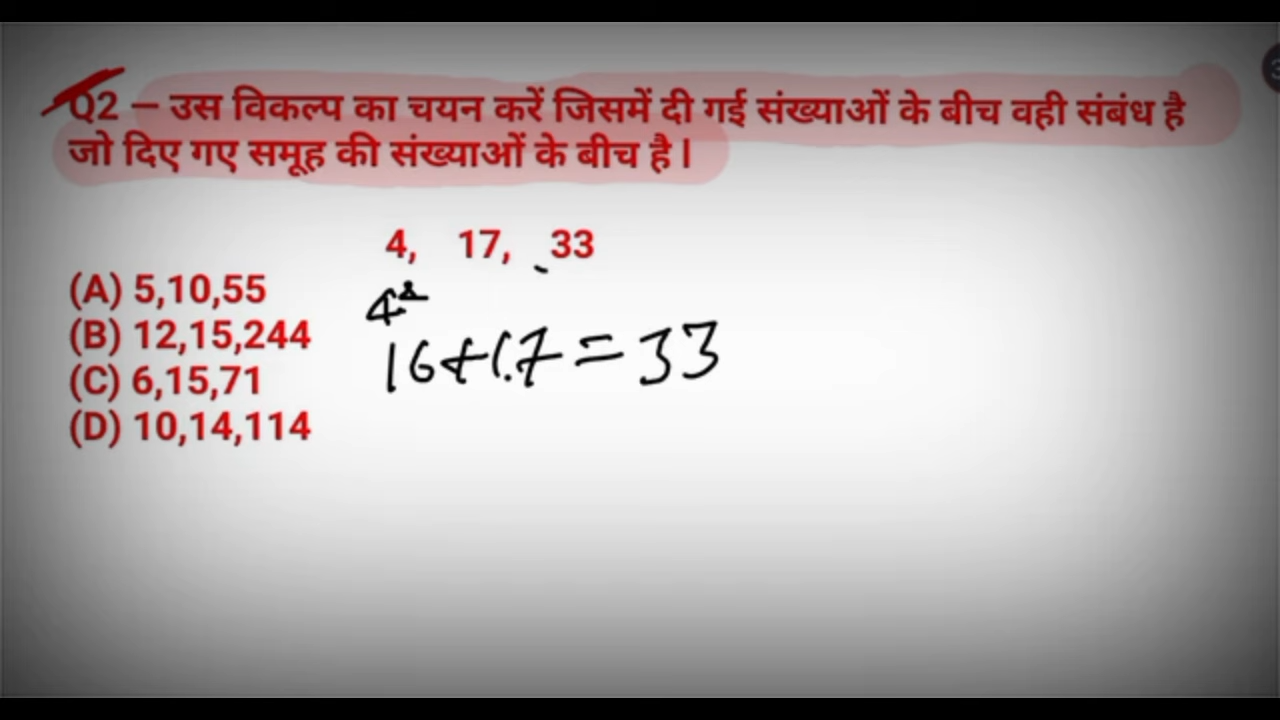 Q2 – उस विकल्प का चयन करें जिसमें दी गई संख्याओं के बीच वही संबंध है
जो दिए गए समूह की संख्याओं के बीच है l
4, 17, 33
(A) 5,10,55
(B) 12,15,244
(C) 6,15,71
(D) 10,14,114
4²
16+17=33